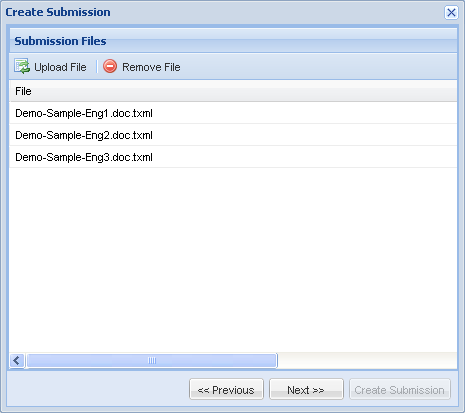 Create Submission
Submission Files
Upload File Remove File
File
Demo-Sample-Eng1.doc.txml
Demo-Sample-Eng2.doc.txml
Demo-Sample-Eng3.doc.txml
<< Previous Next >> Create Submission